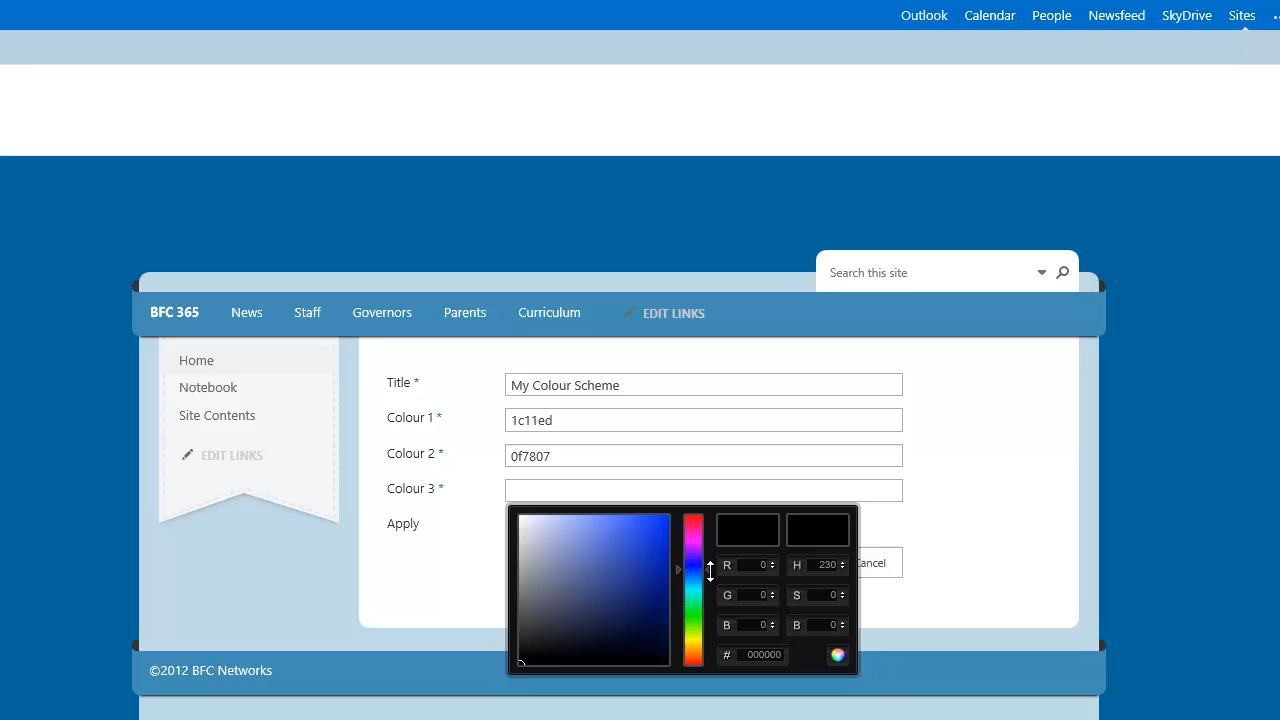 Outlook Calendar People Newsfeed SkyDrive Sites
Search this site
BFC 365 News Staff Governors Parents Curriculum EDIT LINKS
Home
Notebook
Site Contents
EDIT LINKS
Title * My Colour Scheme
Colour 1 * 1c11ed
Colour 2 * 0f7807
Colour 3 *
Apply
R 0 H 230
G 0 S 0
B 0 B 0
# 000000
Cancel
©2012 BFC Networks